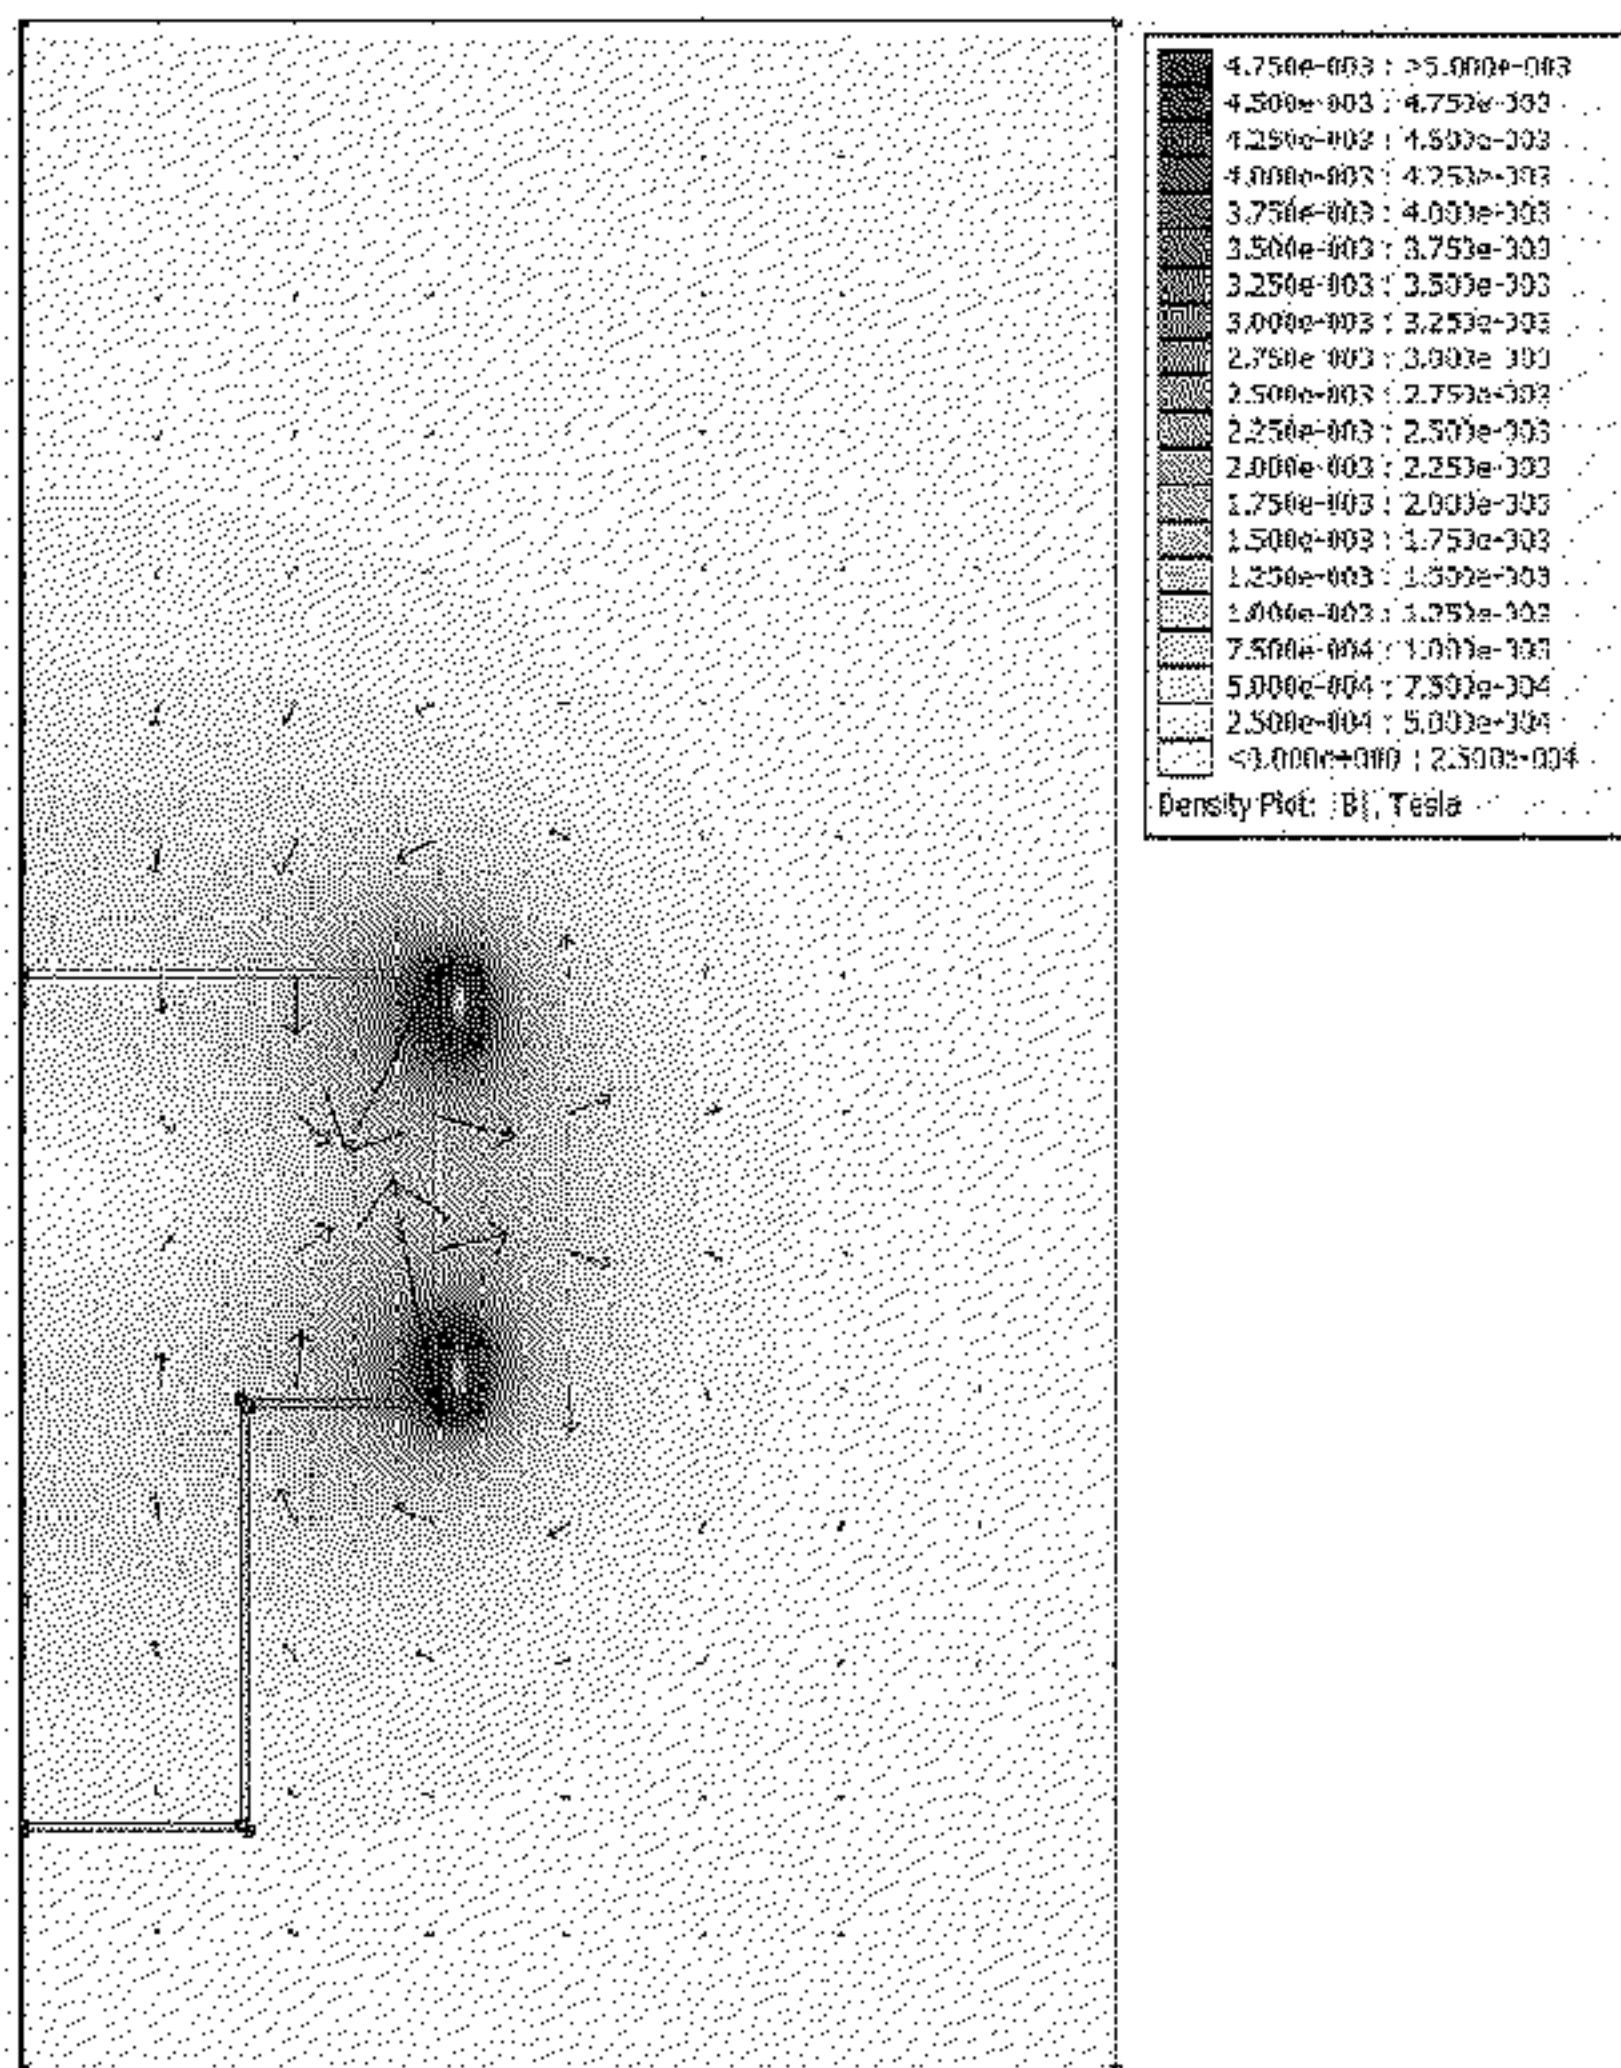 4.750e-003 : >5.000e-003
4.500e-003 : 4.750e-003
4.250e-003 : 4.500e-003
4.000e-003 : 4.250e-003
3.750e-003 : 4.000e-003
3.500e-003 : 3.750e-003
3.250e-003 : 3.500e-003
3.000e-003 : 3.250e-003
2.750e-003 : 3.000e-003
2.500e-003 : 2.750e-003
2.250e-003 : 2.500e-003
2.000e-003 : 2.250e-003
1.750e-003 : 2.000e-003
1.500e-003 : 1.750e-003
1.250e-003 : 1.500e-003
1.000e-003 : 1.250e-003
7.500e-004 : 1.000e-003
5.000e-004 : 7.500e-004
2.500e-004 : 5.000e-004
<0.000e+000 : 2.500e-004
Density Plot: |B|, Tesla